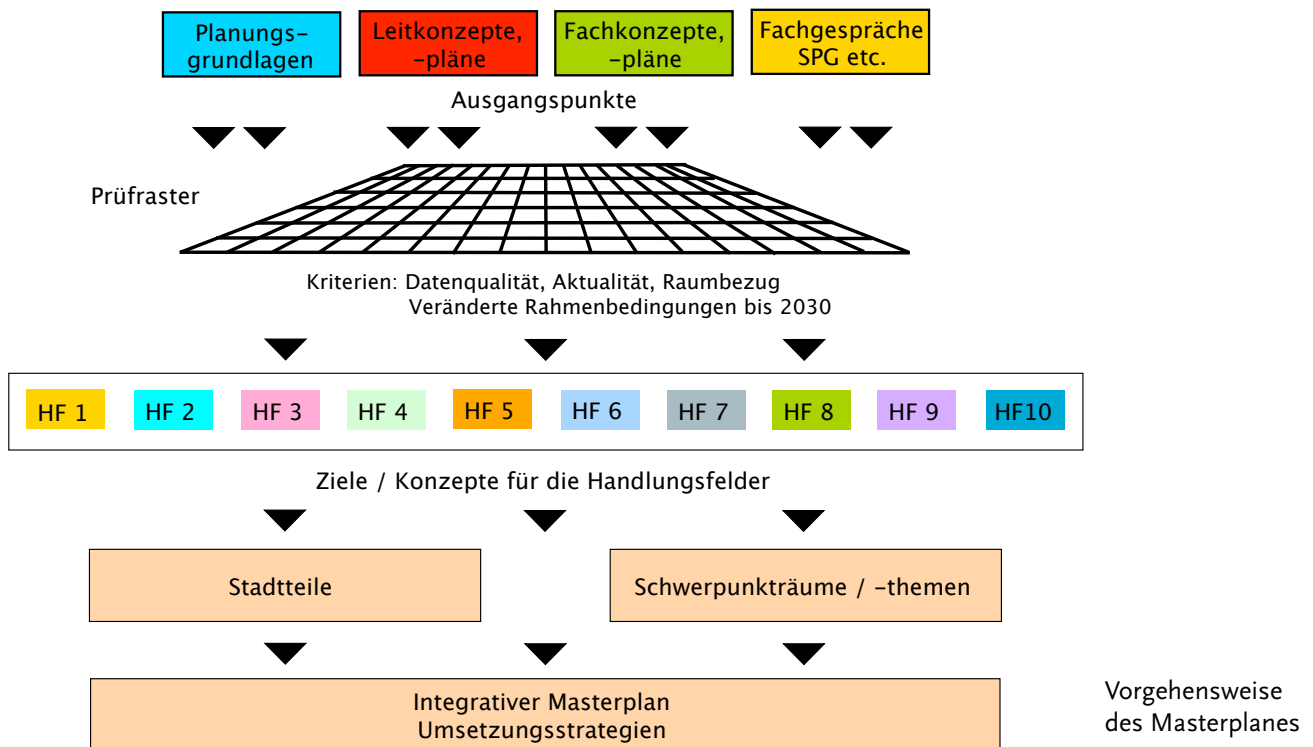 Planungs-
grundlagen
Leitkonzepte,
-pläne
Fachkonzepte,
-pläne
Fachgespräche
SPG etc.
Ausgangspunkte
Prüfraster
Kriterien: Datenqualität, Aktualität, Raumbezug
Veränderte Rahmenbedingungen bis 2030
HF 1
HF 2
HF 3
HF 4
HF 5
HF 6
HF 7
HF 8
HF 9
HF10
Ziele / Konzepte für die Handlungsfelder
Stadtteile
Schwerpunkträume / -themen
Integrativer Masterplan
Umsetzungsstrategien
Vorgehensweise
des Masterplanes